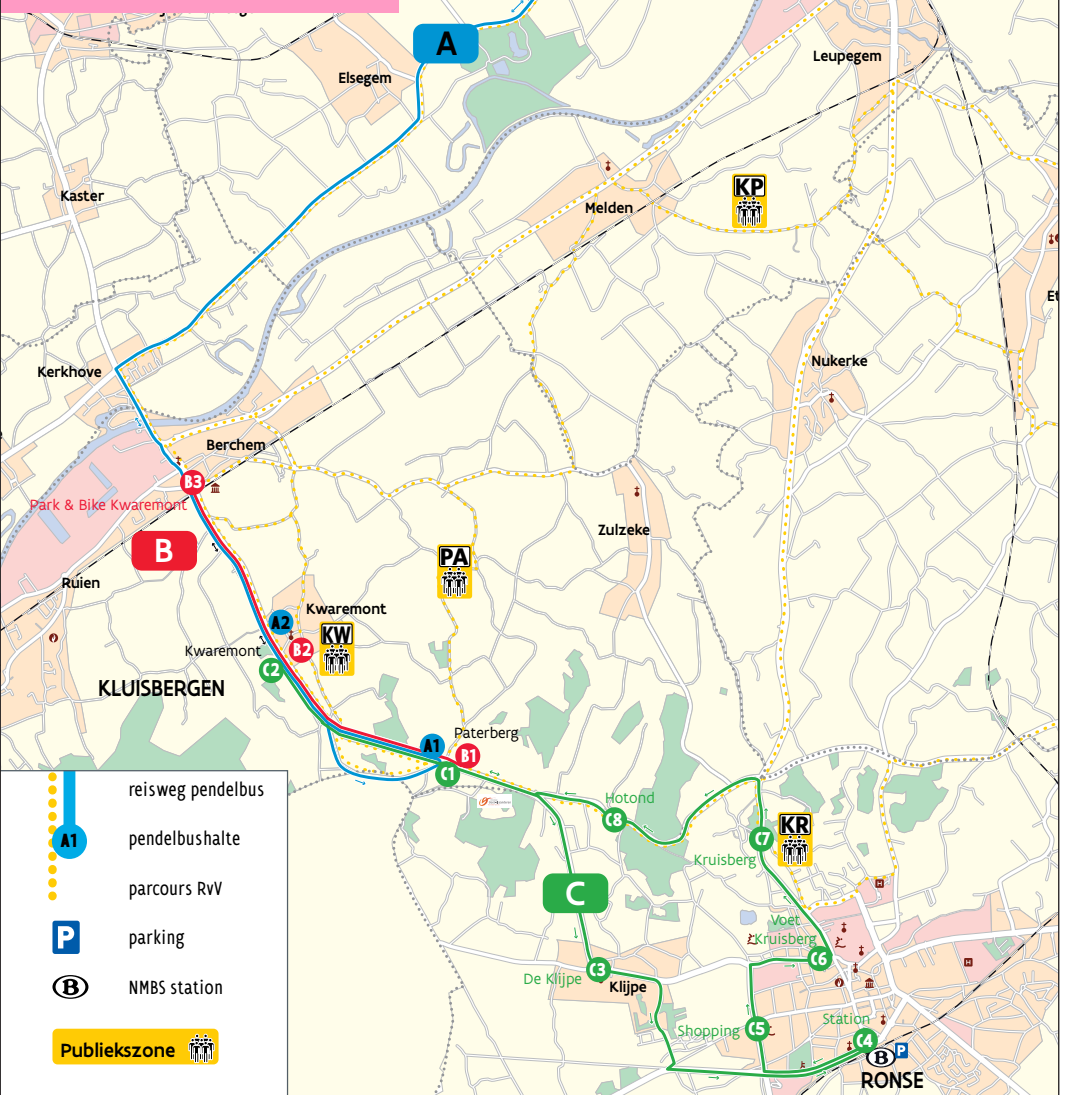 A
Leupegem
Elsegem
KP
Kaster
Melden
Et
Nukerke
Kerkhove
Berchem
B3
Park & Bike Kwaremont
Zulzeke
B
PA
Ruien
Kwaremont
A2
KW
B2
Kwaremont
C2
KLUISBERGEN
Paterberg
A1
B1
C1
reisweg pendelbus
A1
pendelbushalte
parcours RvV
P
parking
B
NMBS station
Publiekszone
Hotond
C8
C7
KR
Kruisberg
H
C
Voet
Kruisberg
C6
H
C3
De Klijpe
Klijpe
Shopping
C5
Station
C4
B
P
RONSE